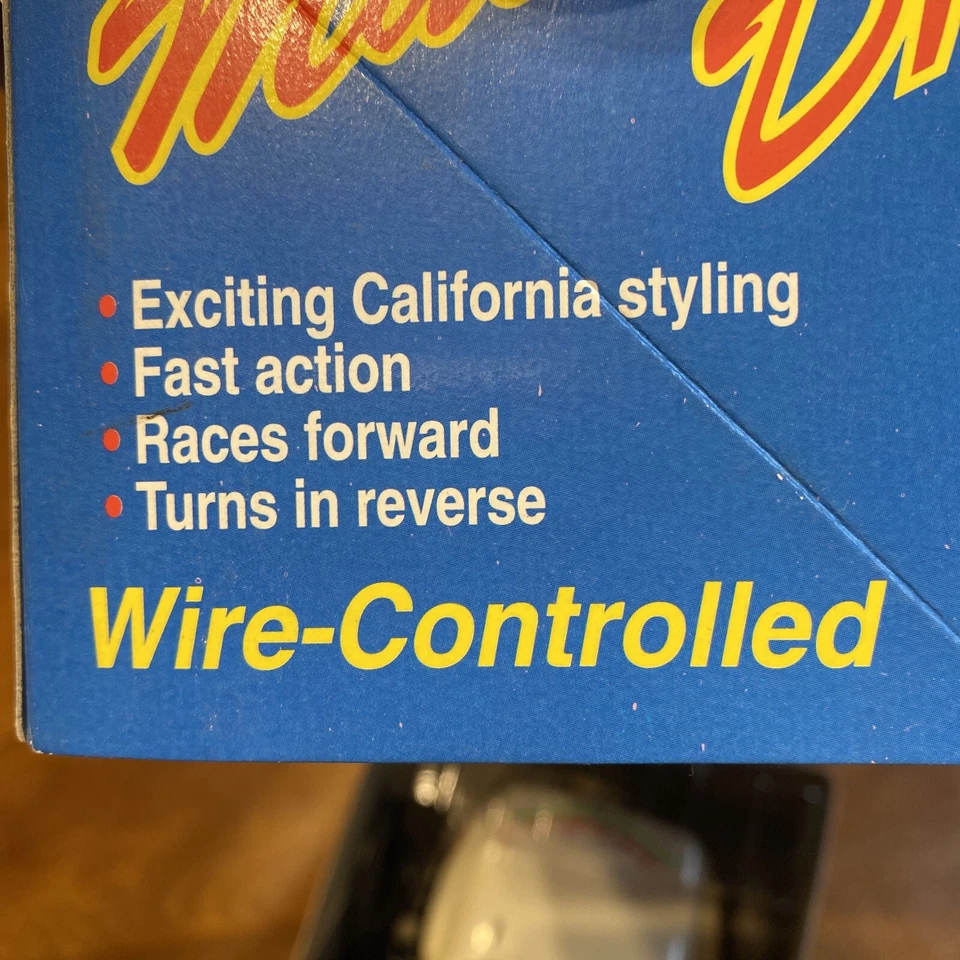 • Exciting California styling
• Fast action
• Races forward
• Turns in reverse
Wire-Controlled